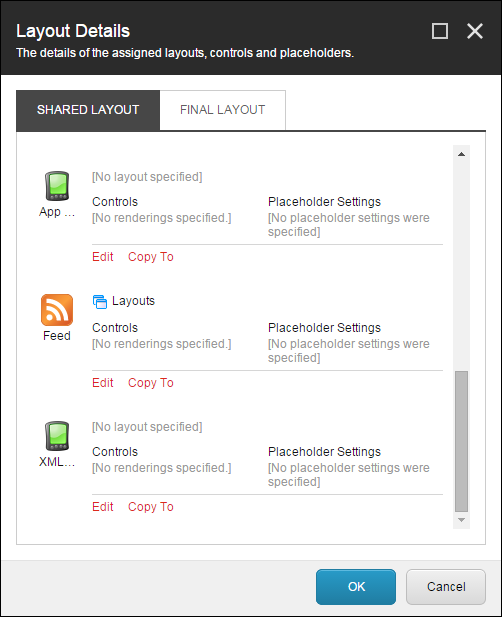 Layout Details
The details of the assigned layouts, controls and placeholders.
SHARED LAYOUT
FINAL LAYOUT
[No layout specified]
App ...
Controls
[No renderings specified.]
Placeholder Settings
[No placeholder settings were
specified]
Edit
Copy To
Layouts
Feed
Controls
[No renderings specified.]
Placeholder Settings
[No placeholder settings were
specified]
Edit
Copy To
[No layout specified]
XML...
Controls
[No renderings specified.]
Placeholder Settings
[No placeholder settings were
specified]
Edit
Copy To
OK
Cancel